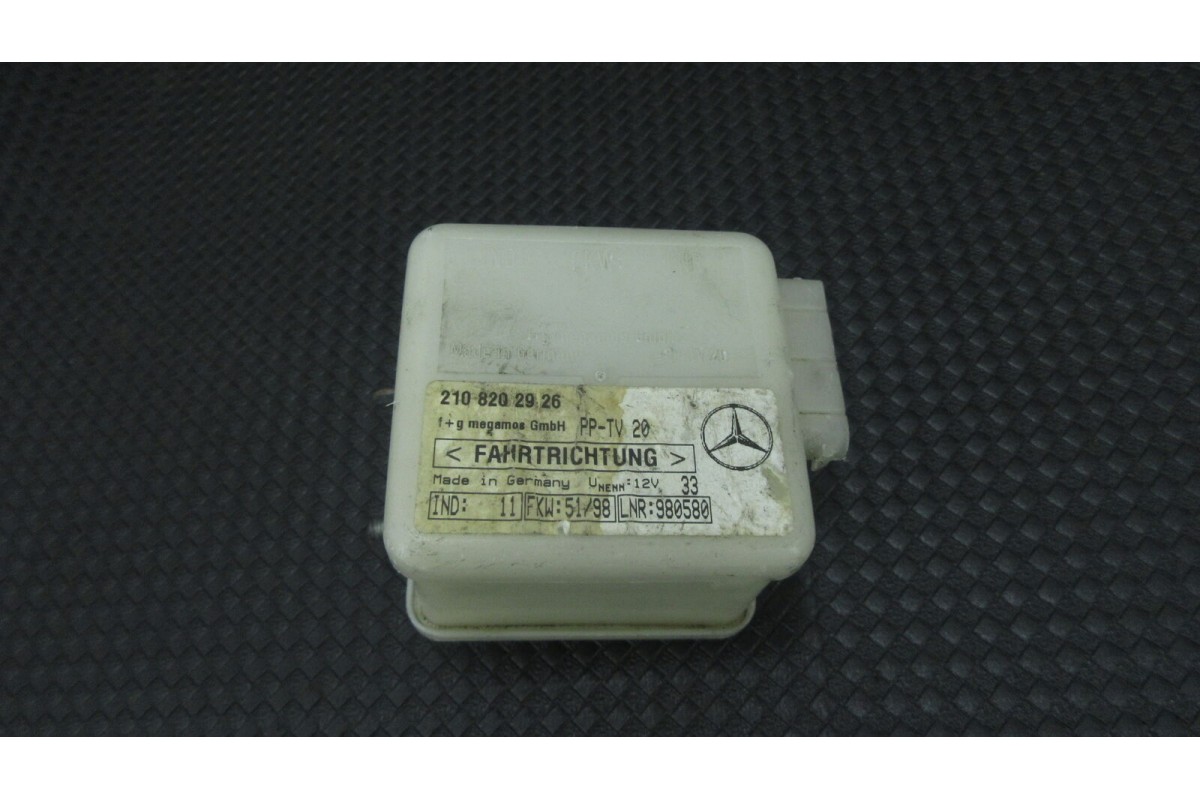 210 820 29 26
f+g megamos GmbH PP-TV 20
< FAHRTRICHTUNG >
Made in Germany UNENN:12V 33
IND: 11 FKW:51/98 LNR:980580